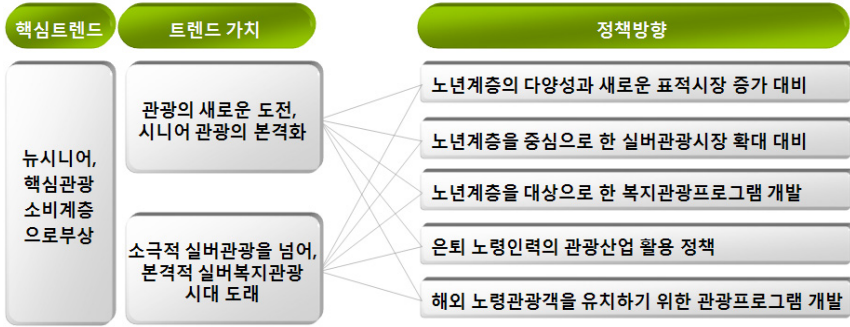 핵심트렌드
트렌드 가치
정책방향
뉴시니어,
핵심관광
소비계층
으로부상
관광의 새로운 도전,
시니어 관광의 본격화
소극적 실버관광을 넘어,
본격적 실버복지관광
시대 도래
노년계층의 다양성과 새로운 표적시장 증가 대비
노년계층을 중심으로 한 실버관광시장 확대 대비
노년계층을 대상으로 한 복지관광프로그램 개발
은퇴 노령인력의 관광산업 활용 정책
해외 노령관광객을 유치하기 위한 관광프로그램 개발